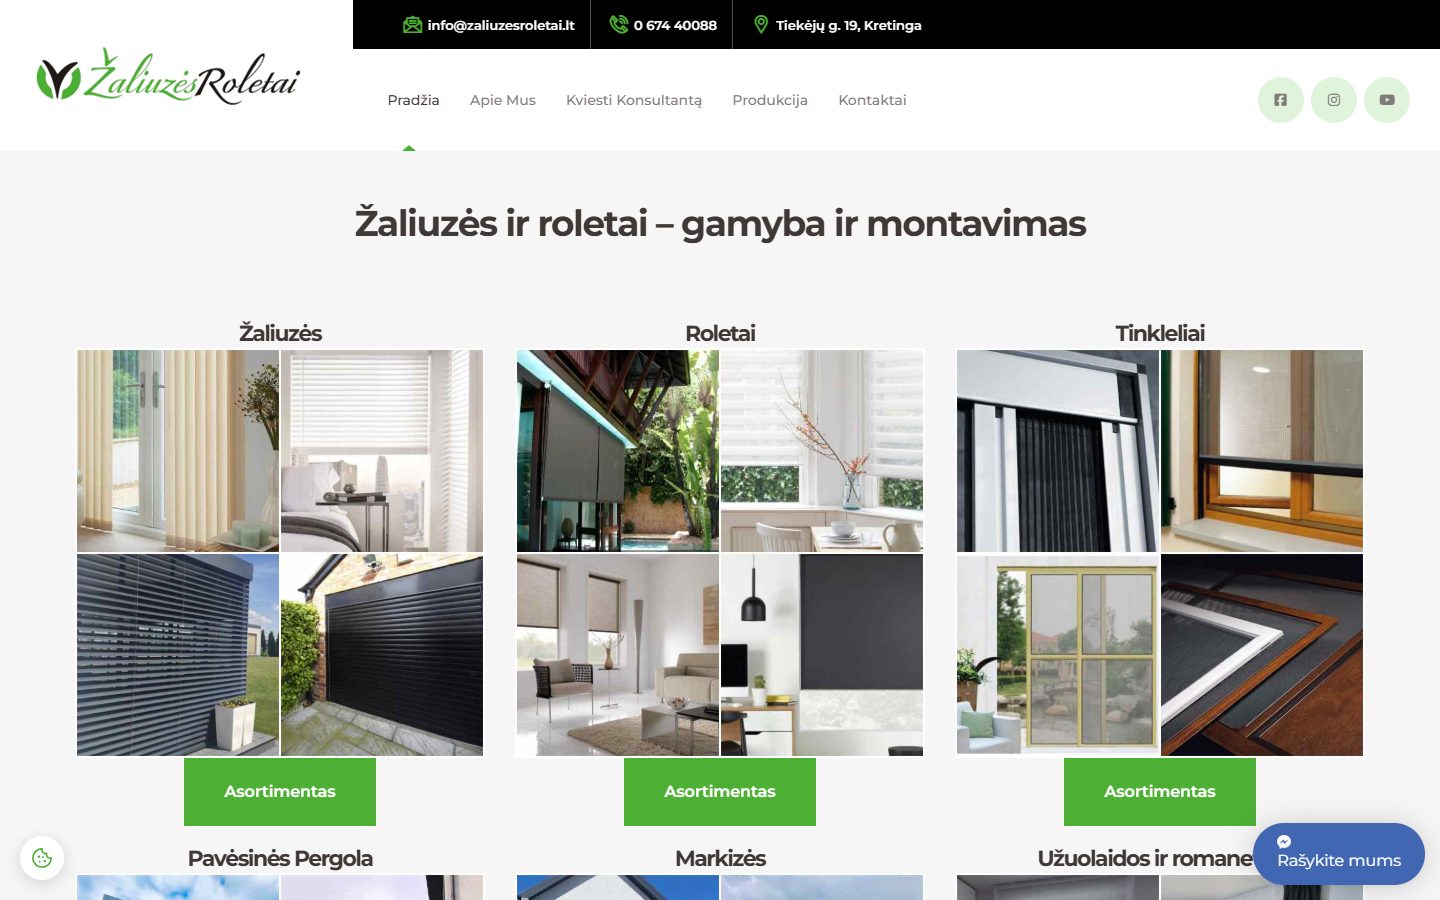 info@zaliuzesroletai.lt
0 674 40088
Tiekėjų g. 19, Kretinga
ŽaliuzėsRoletai
Pradžia
Apie Mus
Kviesti Konsultantą
Produkcija
Kontaktai
Žaliuzės ir roletai – gamyba ir montavimas
Žaliuzės
Roletai
Tinkleliai
Asortimentas
Asortimentas
Asortimentas
Pavėsinės Pergola
Markizės
Užuolaidos ir romane
Rašykite mums